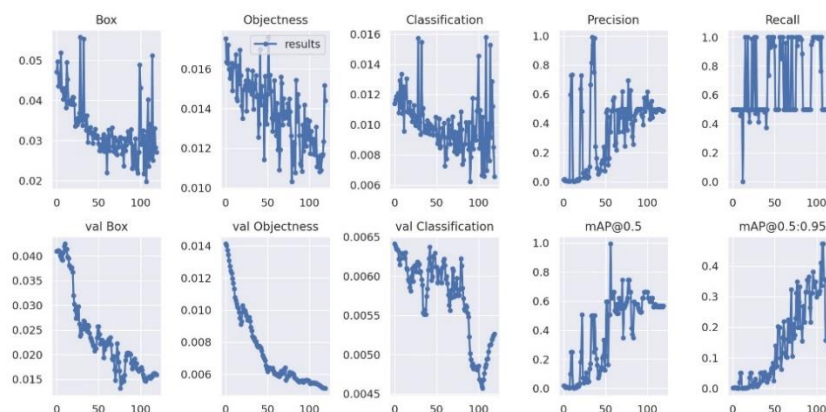 Box
Objectness
Classification
Precision
Recall
results
0.05
0.04
0.03
0.02
0.016
0.014
0.012
0.010
0.016
0.014
0.012
0.010
0.008
0.006
1.0
0.8
0.6
0.4
0.2
0.0
1.0
0.8
0.6
0.4
0.2
0.0
0 50 100
0 50 100
0 50 100
0 50 100
0 50 100
val Box
val Objectness
val Classification
mAP@0.5
mAP@0.5:0.95
0.040
0.035
0.030
0.025
0.020
0.015
0.014
0.012
0.010
0.008
0.006
0.0065
0.0060
0.0055
0.0050
0.0045
1.0
0.8
0.6
0.4
0.2
0.0
0.4
0.3
0.2
0.1
0.0
0 50 100
0 50 100
0 50 100
0 50 100
0 50 100